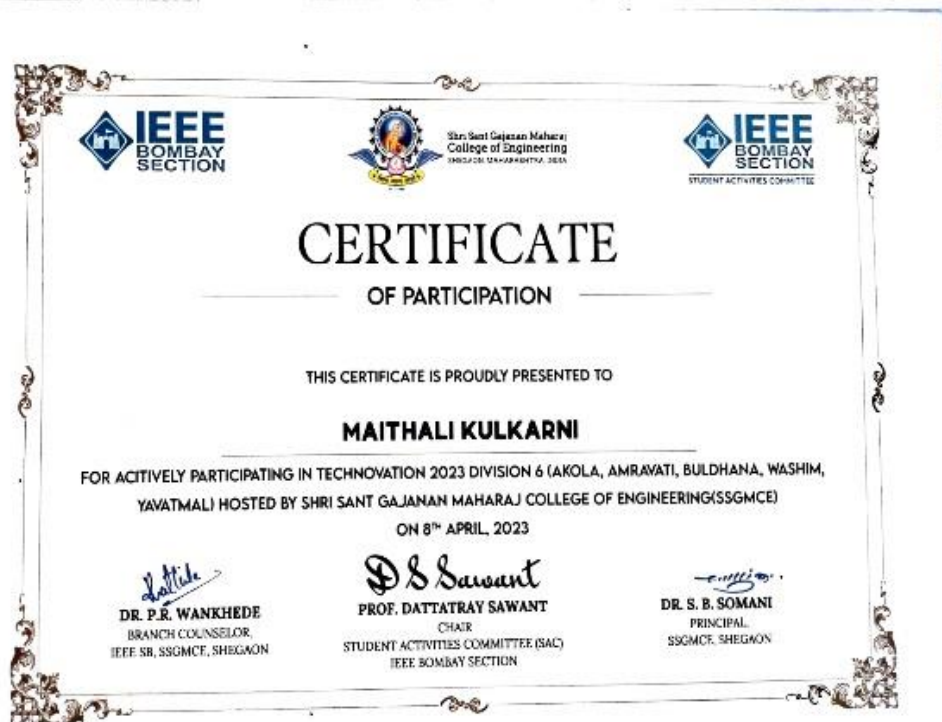 IEEE
BOMBAY
SECTION
Shri Sant Gajanan Maharaj
College of Engineering
SHEGAON, MAHARASHTRA, INDIA
IEEE
BOMBAY
SECTION
STUDENT ACTIVITIES COMMITTEE
CERTIFICATE
OF PARTICIPATION
THIS CERTIFICATE IS PROUDLY PRESENTED TO
MAITHALI KULKARNI
FOR ACITIVELY PARTICIPATING IN TECHNOVATION 2023 DIVISION 6 (AKOLA, AMRAVATI, BULDHANA, WASHIM,
YAVATMAL) HOSTED BY SHRI SANT GAJANAN MAHARAJ COLLEGE OF ENGINEERING(SSGMCE)
ON 8TH APRIL, 2023
D S Sawant
DR. P.R. WANKHEDE
BRANCH COUNSELOR,
IEEE SB, SSGMCE, SHEGAON
PROF. DATTATRAY SAWANT
CHAIR
STUDENT ACTIVITIES COMMITTEE (SAC)
IEEE BOMBAY SECTION
DR. S. B. SOMANI
PRINCIPAL,
SSGMCE, SHEGAON